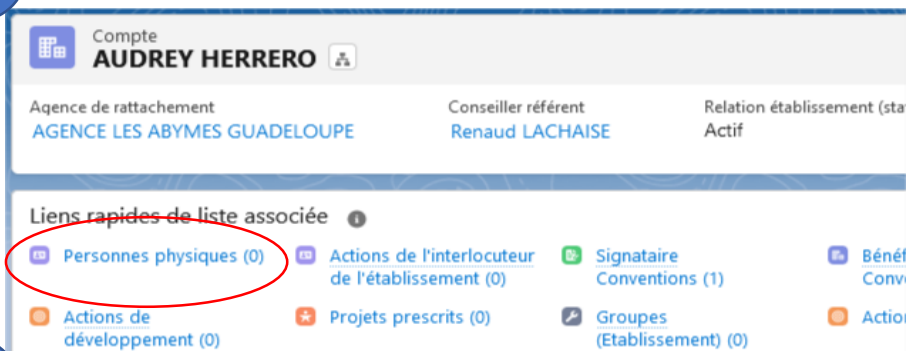 Compte
AUDREY HERRERO
Agence de rattachement Conseiller référent Relation établissement (sta
AGENCE LES ABYMES GUADELOUPE Renaud LACHAISE Actif
Liens rapides de liste associée
Personnes physiques (0) Actions de l'interlocuteur Signataire Bénéf
de l'établissement (0) Conventions (1) Conv
Actions de Projets prescrits (0) Groupes Action
développement (0) (Etablissement) (0)